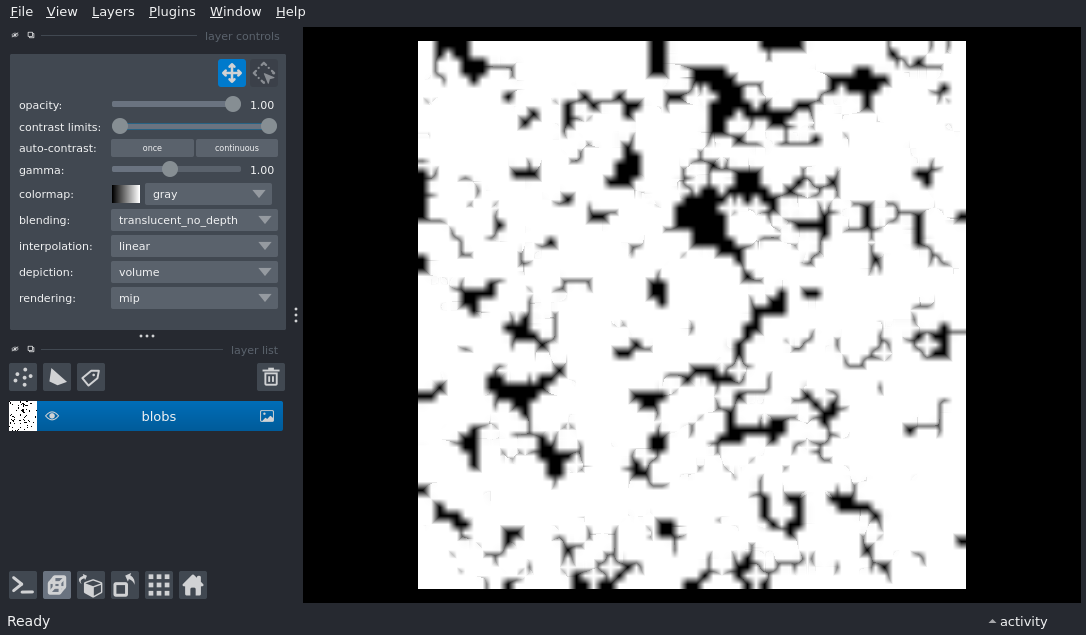 File View Layers Plugins Window Help
layer controls
opacity: 1.00
contrast limits:
auto-contrast: once continuous
gamma: 1.00
colormap: gray
blending: translucent_no_depth
interpolation: linear
depiction: volume
rendering: mip
layer list
blobs
Ready
activity